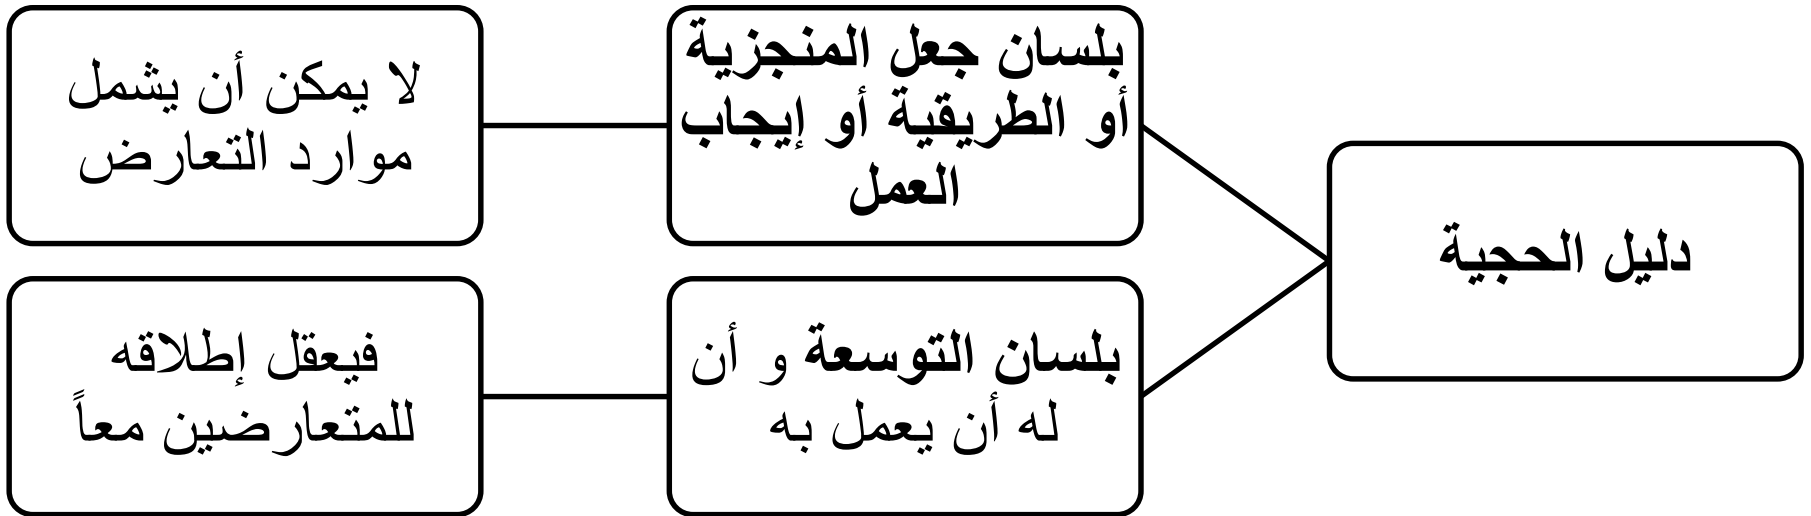 دليل الحجية
بلسان جعل المنجزية
أو الطريقية أو إيجاب
العمل
لا يمكن أن يشمل
موارد التعارض
بلسان التوسعة و أن
له أن يعمل به
فيعقل إطلاقه
للمتعارضين معاً